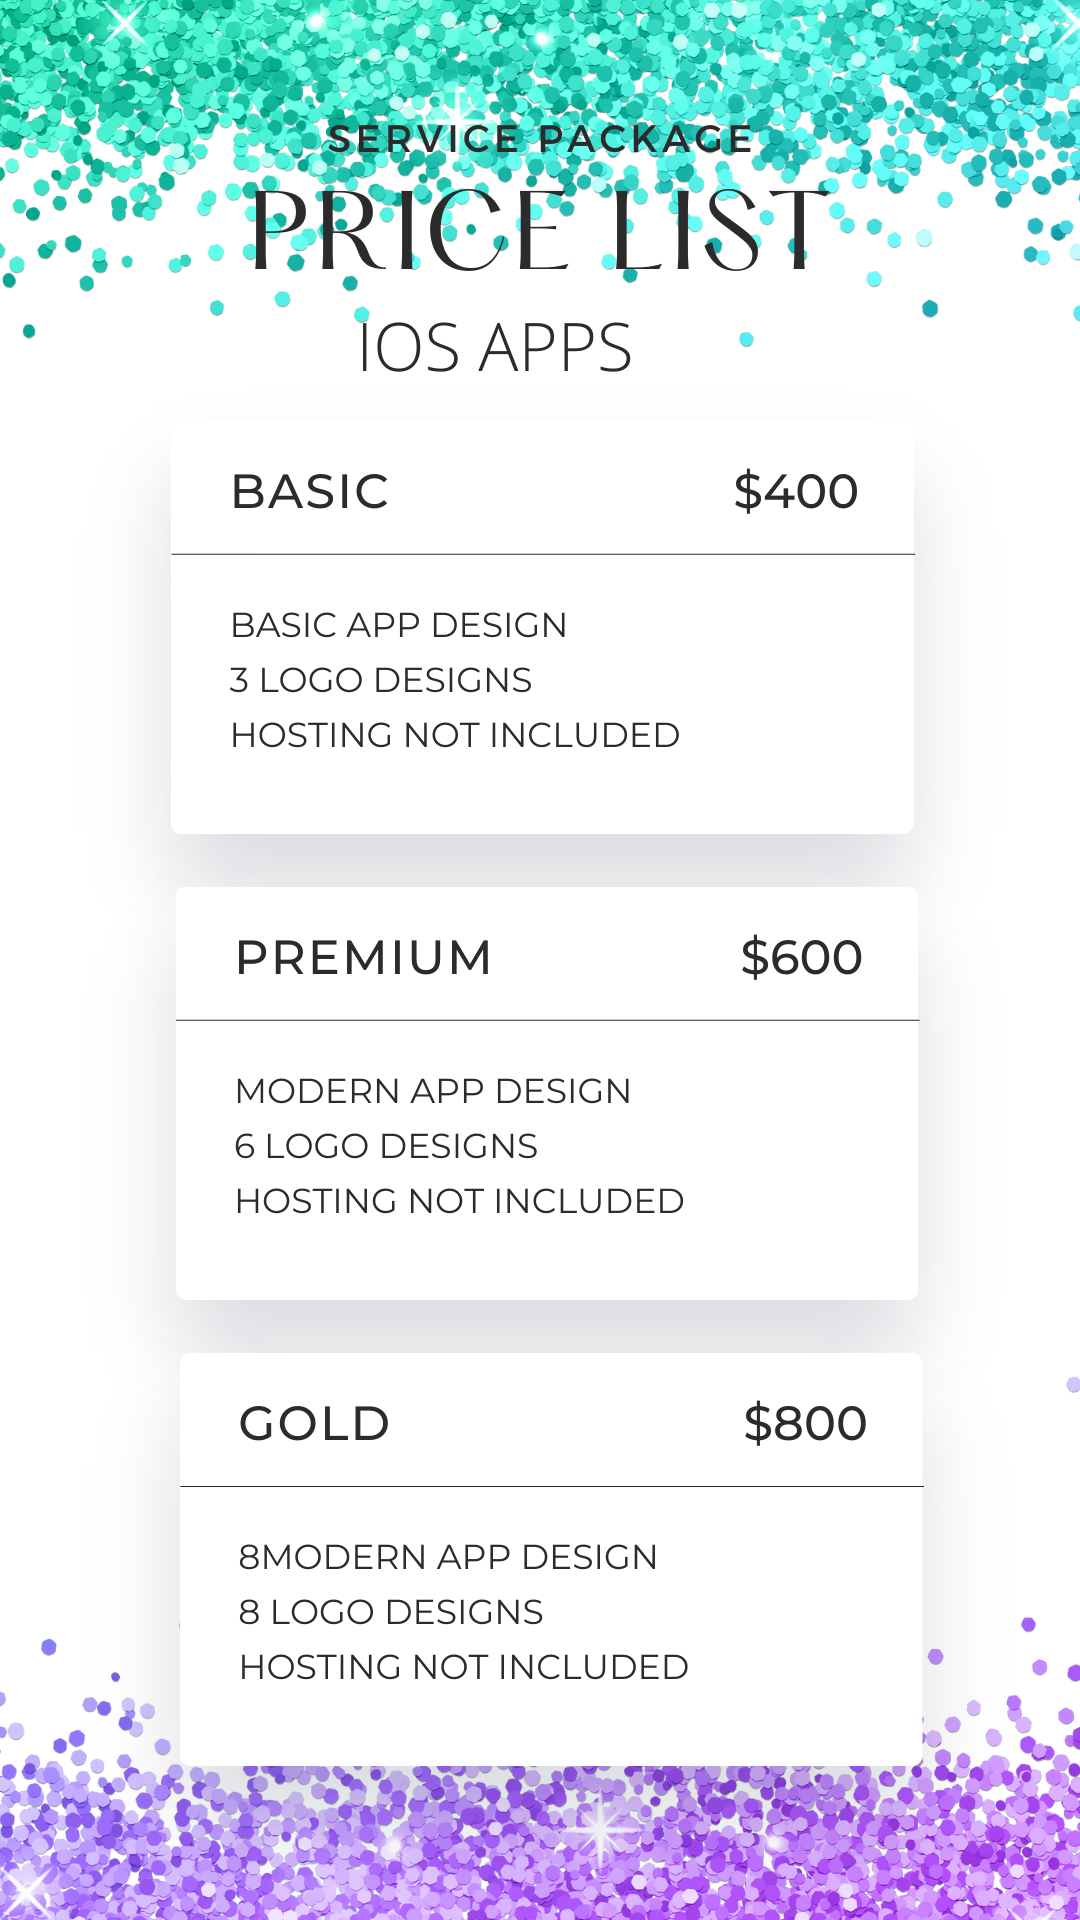 SERVICE PACKAGE
PRICE LIST
IOS APPS
BASIC $400
BASIC APP DESIGN
3 LOGO DESIGNS
HOSTING NOT INCLUDED
PREMIUM $600
MODERN APP DESIGN
6 LOGO DESIGNS
HOSTING NOT INCLUDED
GOLD $800
8MODERN APP DESIGN
8 LOGO DESIGNS
HOSTING NOT INCLUDED